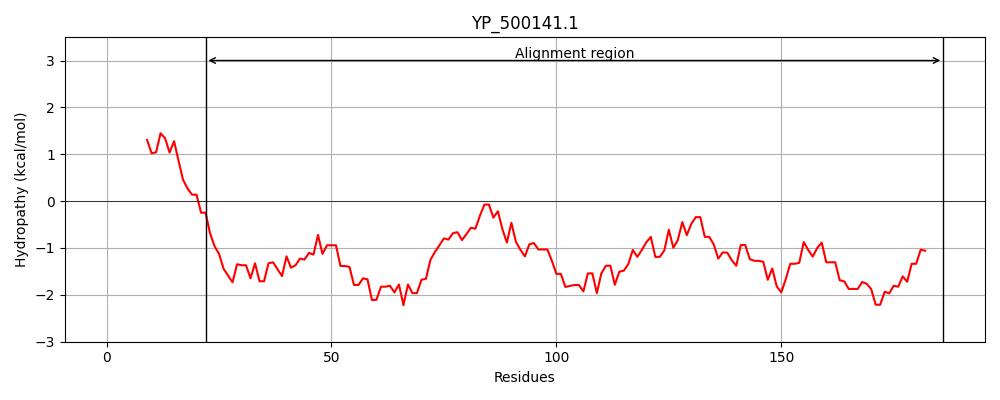 YP_500141.1
Alignment region
Hydropathy (kcal/mol)
3
2
1
0
−1
−2
−3
0 50 100 150
Residues